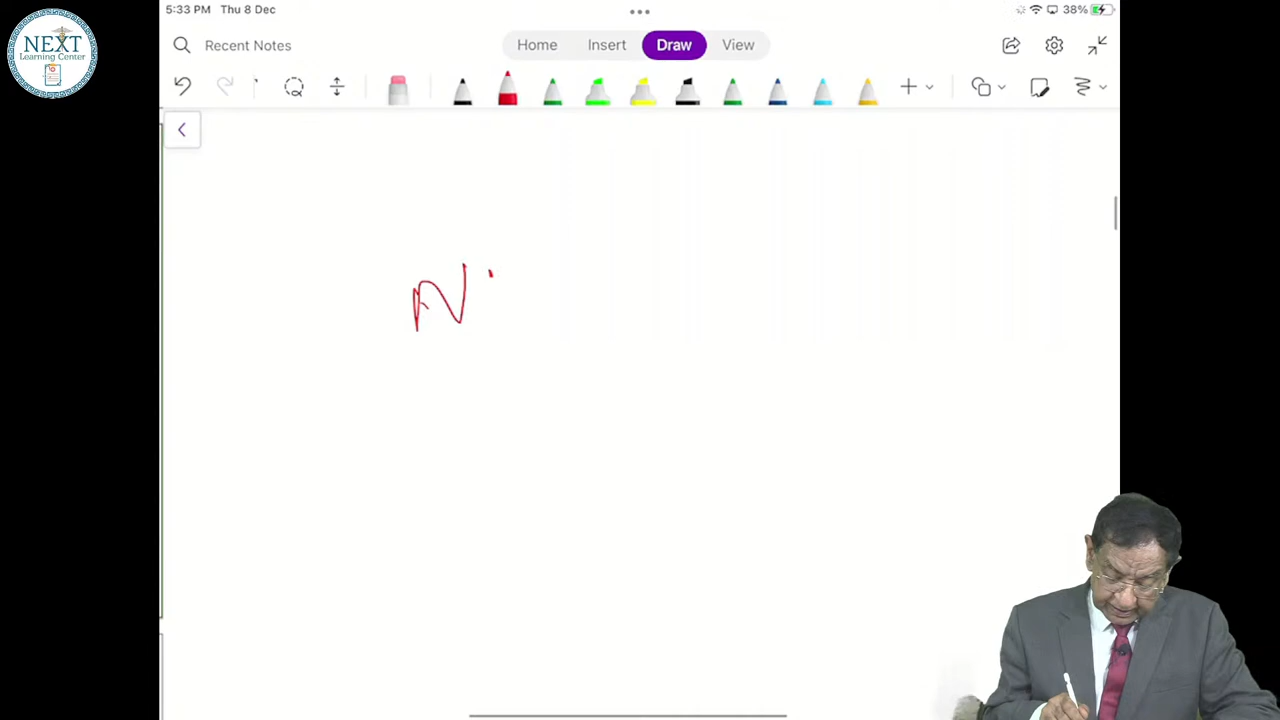 5:33 PM Thu 8 Dec
38%
NEXT
Learning Center
Recent Notes
Home
Insert
Draw
View
N